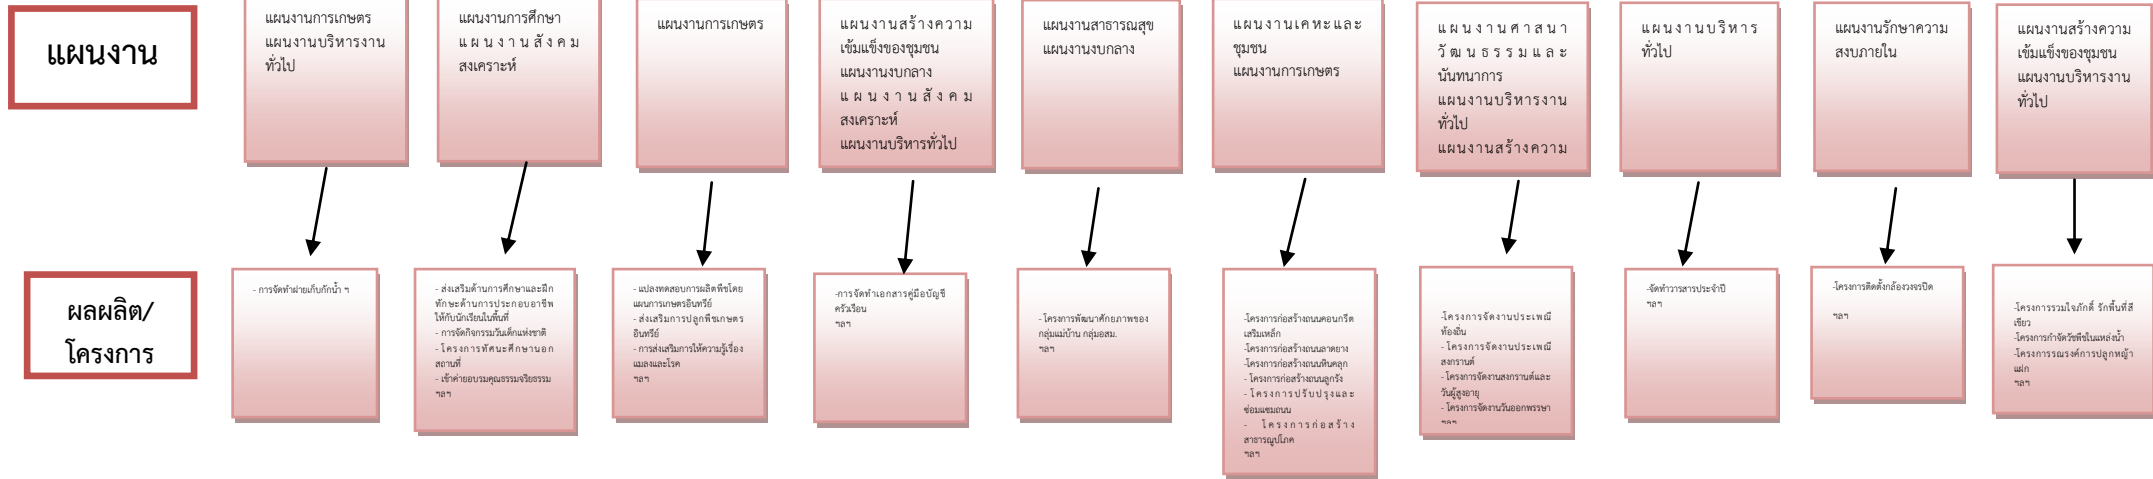 แผนงาน
แผนงานการเกษตร
แผนงานบริหารงาน
ทั่วไป
แผนงานการศึกษา
แผนงานสังคม
สงเคราะห์
แผนงานการเกษตร
แผนงานสร้างความ
เข้มแข็งของชุมชน
แผนงานงบกลาง
แผนงานสังคม
สงเคราะห์
แผนงานบริหารทั่วไป
แผนงานสาธารณสุข
แผนงานงบกลาง
แผนงานเคหะและ
ชุมชน
แผนงานการเกษตร
แผนงานศาสนา
วัฒนธรรมและ
นันทนาการ
แผนงานบริหารงาน
ทั่วไป
แผนงานสร้างความ
แผนงานบริหาร
ทั่วไป
แผนงานรักษาความ
สงบภายใน
แผนงานสร้างความ
เข้มแข็งของชุมชน
แผนงานบริหารงาน
ทั่วไป
ผลผลิต/
โครงการ
- การจัดทำฝายเก็บกักน้ำ ฯ
- ส่งเสริมด้านการศึกษาและฝึก
ทักษะด้านการประกอบอาชีพ
ให้กับนักเรียนในพื้นที่
- การจัดกิจกรรมวันเด็กแห่งชาติ
- โครงการทัศนะศึกษานอก
สถานที่
- เข้าค่ายอบรมคุณธรรมจริยธรรม
ฯลฯ
- แปลงทดสอบการผลิตพืชโดย
แผนการเกษตรอินทรีย์
- ส่งเสริมการปลูกพืชเกษตร
อินทรีย์
- การส่งเสริมการให้ความรู้เรื่อง
แมลงและโรค
ฯลฯ
-การจัดทำเอกสารคู่มือบัญชี
ครัวเรือน
ฯลฯ
- โครงการพัฒนาศักยภาพของ
กลุ่มแม่บ้าน กลุ่มอสม.
ฯลฯ
-โครงการก่อสร้างถนนคอนกรีต
เสริมเหล็ก
-โครงการก่อสร้างถนนลาดยาง
-โครงการก่อสร้างถนนหินคลุก
- โครงการก่อสร้างถนนลูกรัง
- โครงการปรับปรุงและ
ซ่อมแซมถนน
- โครงการก่อสร้าง
สาธารณูปโภค
ฯลฯ
-โครงการจัดงานประเพณี
ท้องถิ่น
- โครงการจัดงานประเพณี
สงกรานต์
- โครงการจัดงานสงกรานต์และ
วันผู้สูงอายุ
- โครงการจัดงานวันออกพรรษา
ฯลฯ
-จัดทำวารสารประจำปี
ฯลฯ
-โครงการติดตั้งกล้องวงจรปิด
ฯลฯ
-โครงการรวมใจภักดิ์ รักพื้นที่สี
เขียว
-โครงการกำจัดวัชพืชในแหล่งน้ำ
-โครงการรณรงค์การปลูกหญ้า
แฝก
ฯลฯ